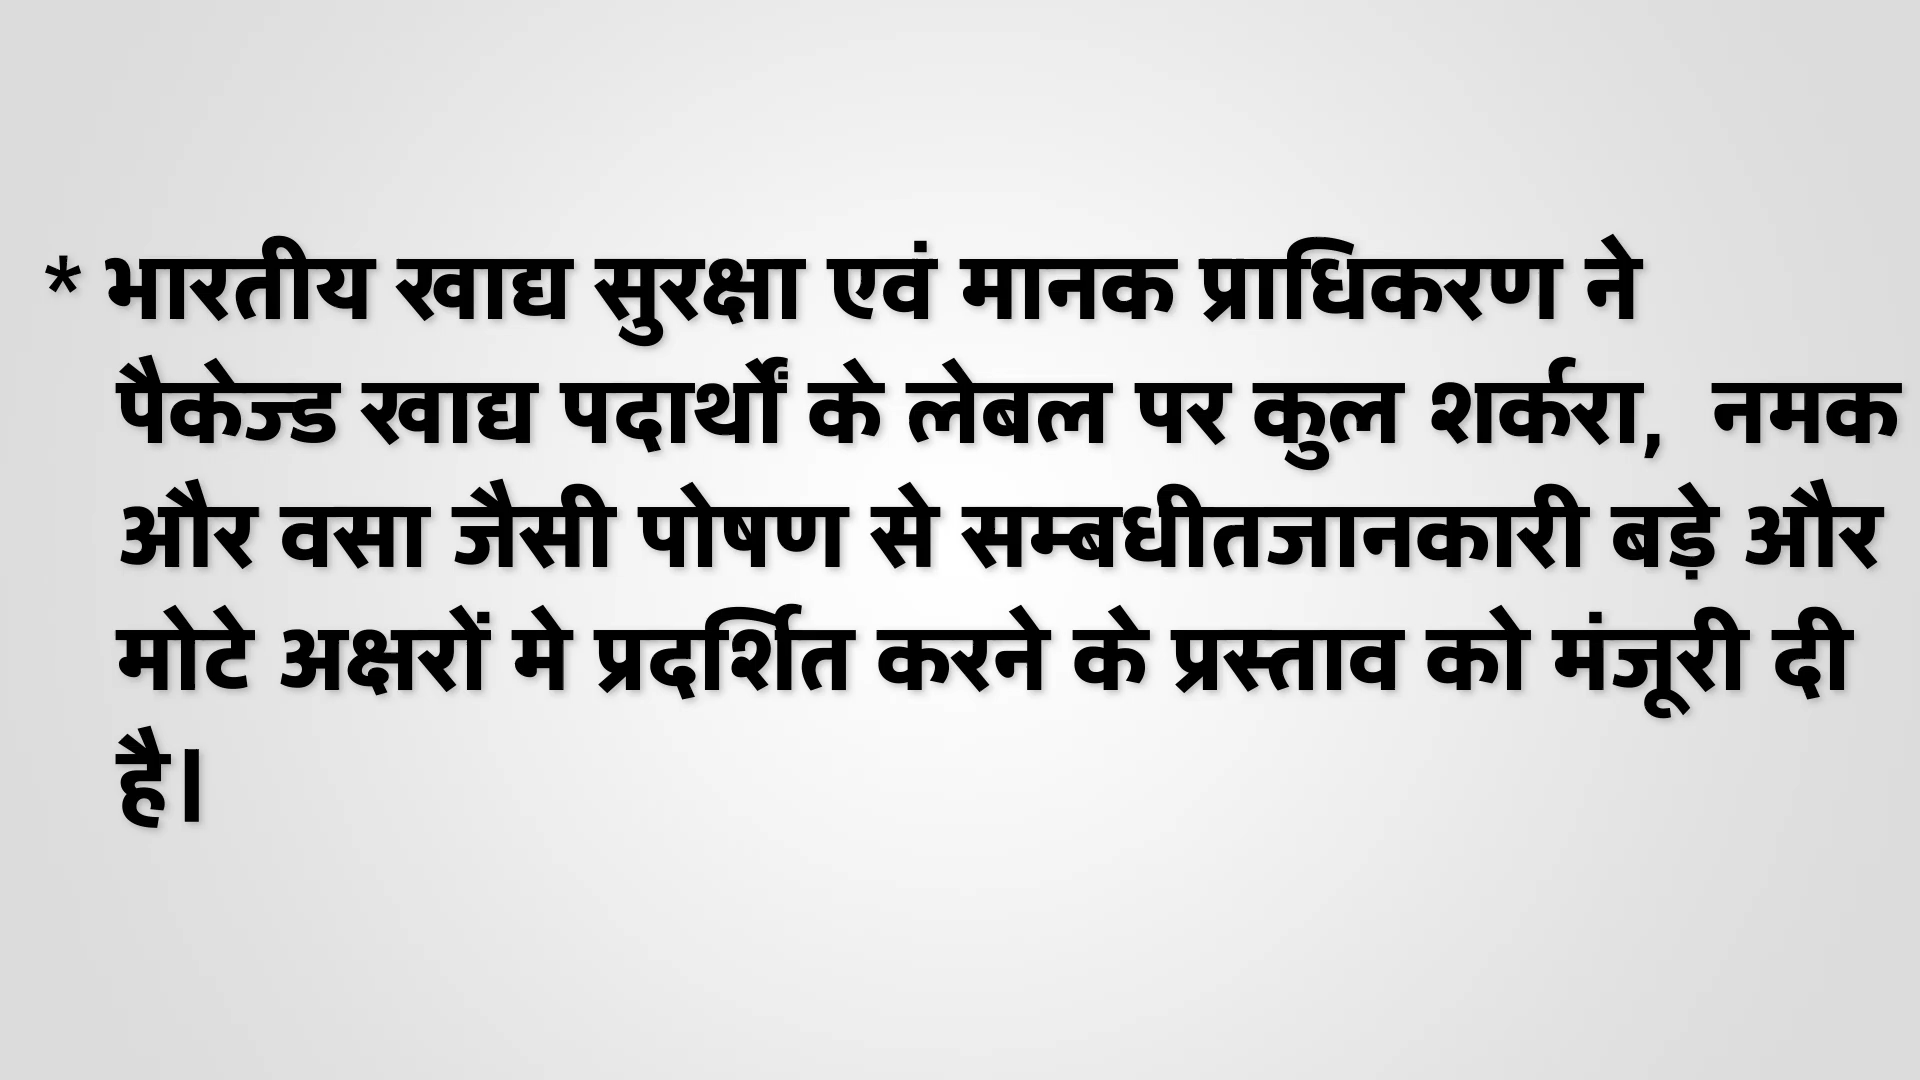 * भारतीय खाद्य सुरक्षा एवं मानक प्राधिकरण ने
पैकेज्ड खाद्य पदार्थों के लेबल पर कुल शर्करा, नमक
और वसा जैसी पोषण से सम्बधीतजानकारी बड़े और
मोटे अक्षरों मे प्रदर्शित करने के प्रस्ताव को मंजूरी दी
है।